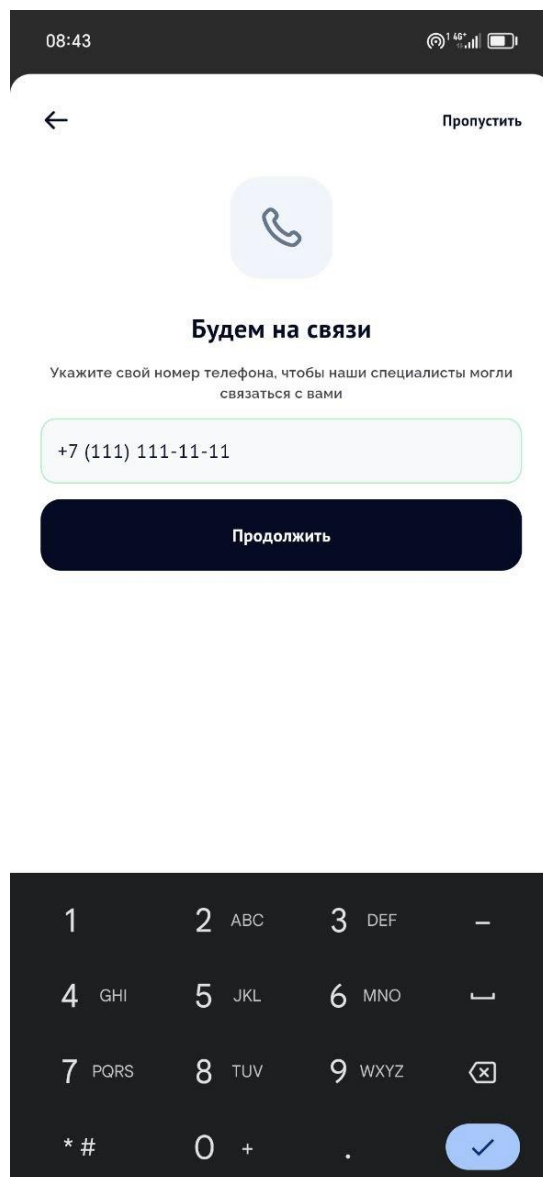 08:43
1 4G+
Пропустить
Будем на связи
Укажите свой номер телефона, чтобы наши специалисты могли
связаться с вами
+7 (111) 111-11-11
Продолжить
1 2 ABC 3 DEF –
4 GHI 5 JKL 6 MNO
7 PQRS 8 TUV 9 WXYZ
* # 0 + .